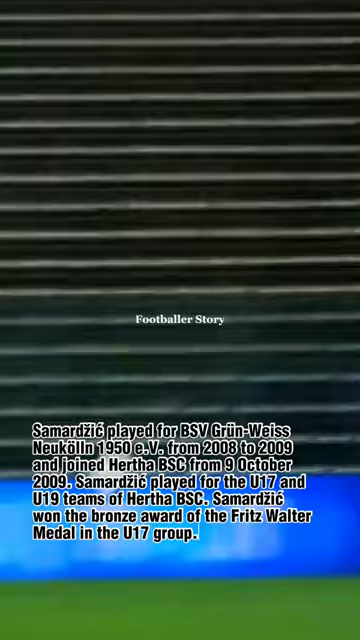 Footballer Story
Samardžić played for BSV Grün-Weiss
Neukölln 1950 e.V. from 2008 to 2009
and joined Hertha BSC from 9 October
2009. Samardžić played for the U17 and
U19 teams of Hertha BSC. Samardžić
won the bronze award of the Fritz Walter
Medal in the U17 group.